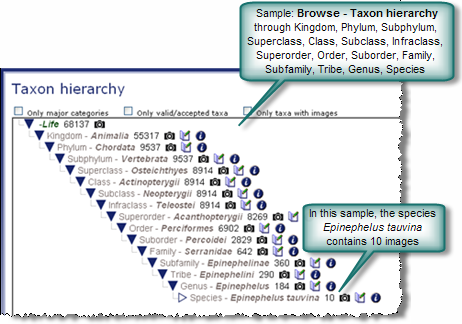 Sample: Browse - Taxon hierarchy
through Kingdom, Phylum, Subphylum,
Superclass, Class, Subclass, Infraclass,
Superorder, Order, Suborder, Family,
Subfamily, Tribe, Genus, Species
Taxon hierarchy
Only major categories Only valid/accepted taxa Only taxa with images
-Life 68137
Kingdom - Animalia 55317
Phylum - Chordata 9537
Subphylum - Vertebrata 9537
Superclass - Osteichthyes 8914
Class - Actinopterygii 8914
Subclass - Neopterygii 8914
Infraclass - Teleostei 8914
Superorder - Acanthopterygii 8269
Order - Perciformes 6902
Suborder - Percoidei 2829
Family - Serranidae 642
Subfamily - Epinephelinae 360
Tribe - Epinephelini 290
Genus - Epinephelus 184
Species - Epinephelus tauvina 10
In this sample, the species
Epinephelus tauvina
contains 10 images